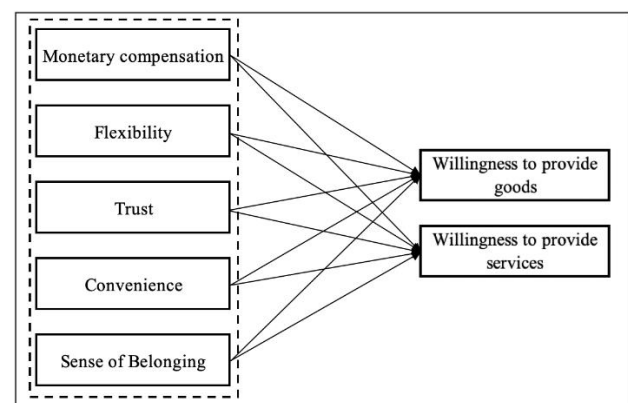 Monetary compensation
Flexibility
Trust
Convenience
Sense of Belonging
Willingness to provide
goods
Willingness to provide
services